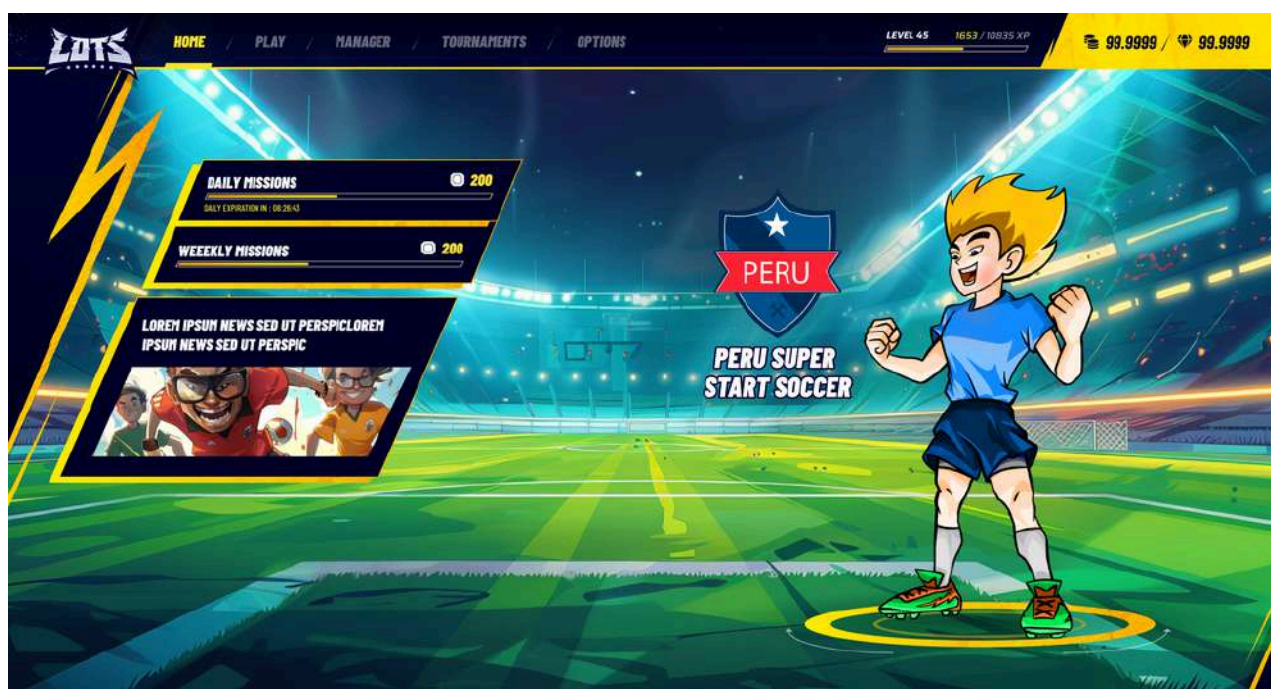 LOTS
HOME / PLAY / MANAGER / TOURNAMENTS / OPTIONS
LEVEL 45 1653 / 10835 XP
99.9999 / 99.9999
DAILY MISSIONS 200
DAILY EXPIRATION IN : 06:26:43
WEEEKLY MISSIONS 200
LOREM IPSUM NEWS SED UT PERSPICLOREM
IPSUM NEWS SED UT PERSPIC
PERU
PERU SUPER
START SOCCER